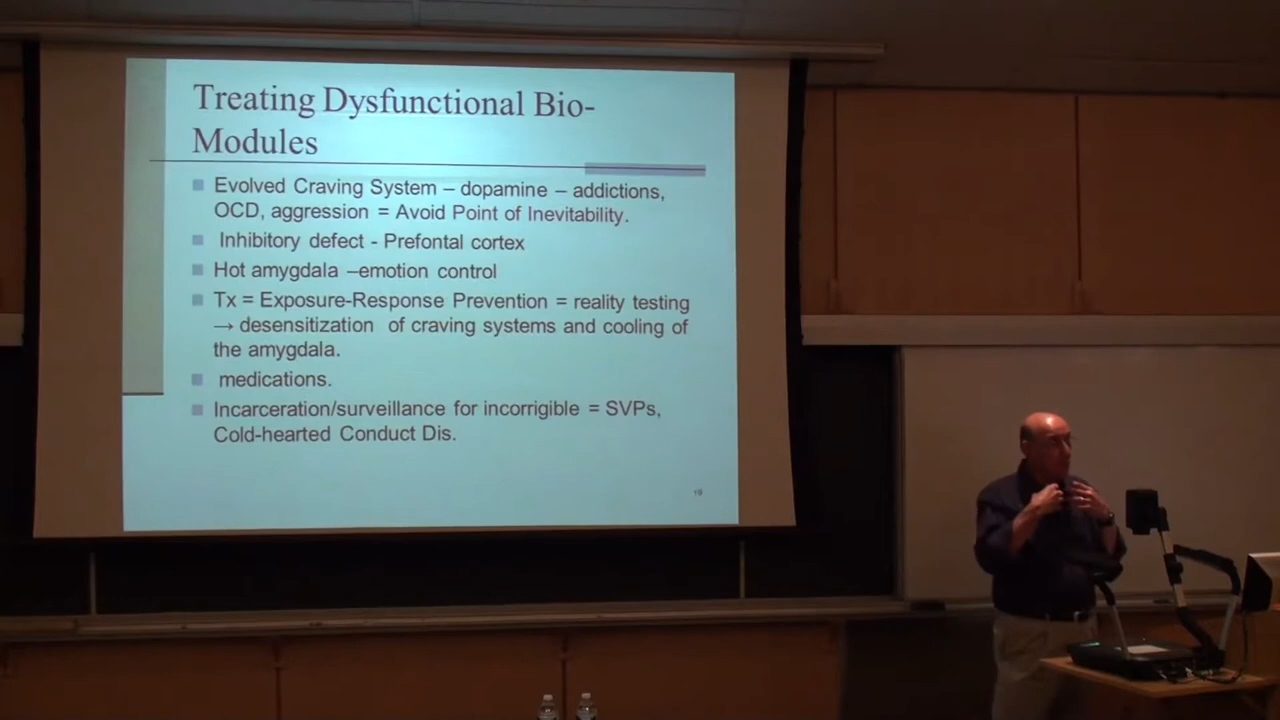 Treating Dysfunctional Bio-
Modules
Evolved Craving System – dopamine – addictions,
OCD, aggression = Avoid Point of Inevitability.
Inhibitory defect - Prefontal cortex
Hot amygdala –emotion control
Tx = Exposure-Response Prevention = reality testing
→ desensitization of craving systems and cooling of
the amygdala.
medications.
Incarceration/surveillance for incorrigible = SVPs,
Cold-hearted Conduct Dis.
19